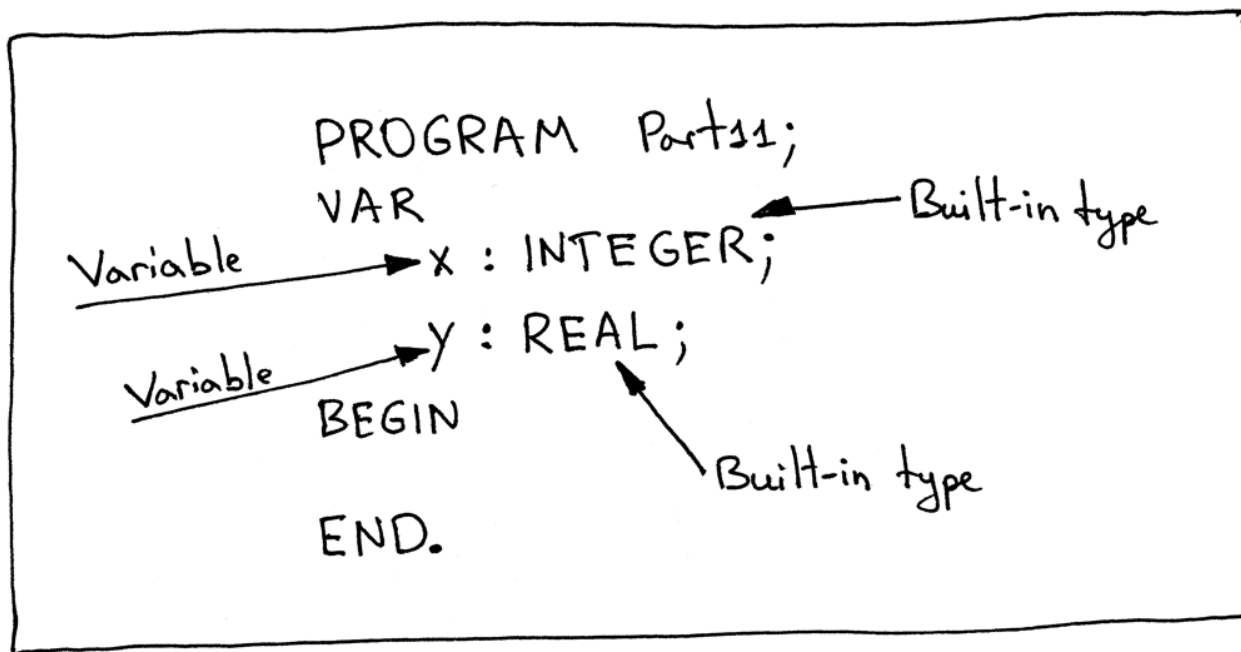 PROGRAM Part11;
VAR
Built-in type
Variable
x : INTEGER;
y : REAL;
Variable
BEGIN
Built-in type
END.